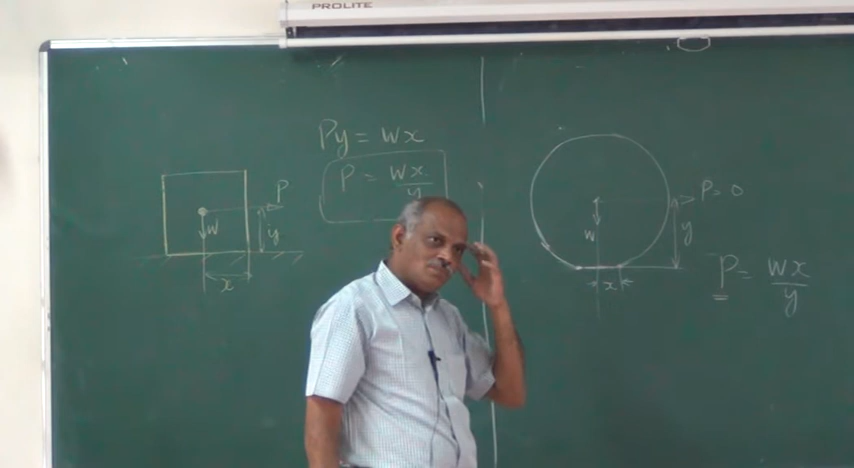 PROLITE
Py = Wx
P = Wx/y
P
W
y
x
P = 0
W
y
x
P = Wx/y